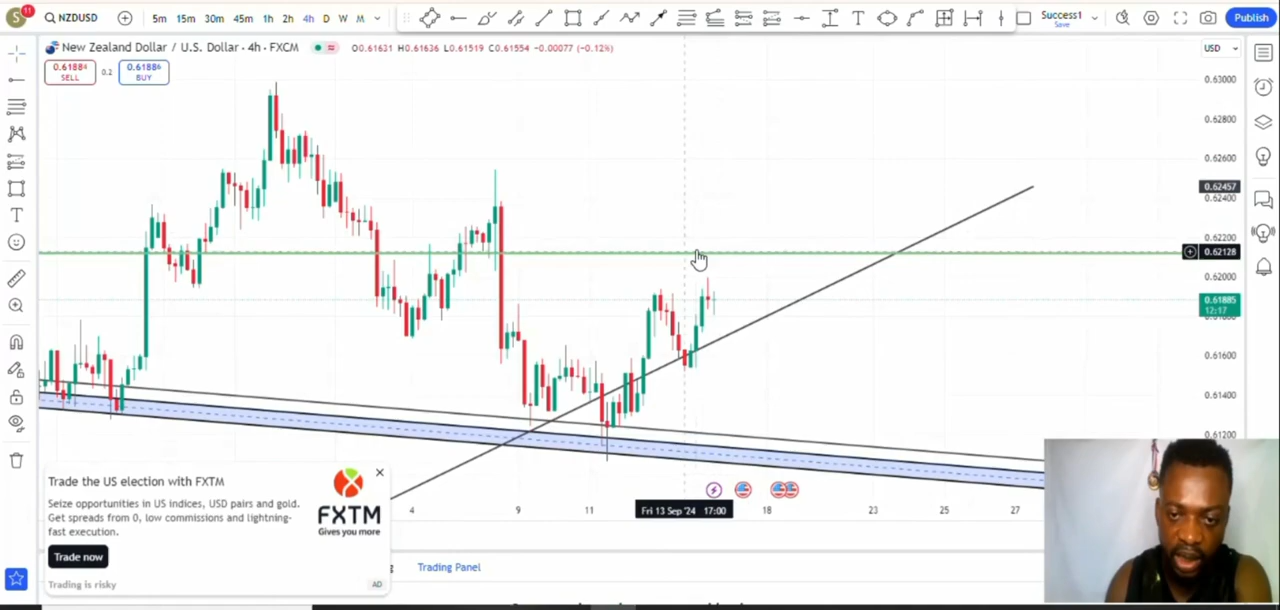 S 11 NZDUSD 5m 15m 30m 45m 1h 2h 4h D W M Success1 Save Publish
New Zealand Dollar / U.S. Dollar · 4h · FXCM O0.61631 H0.61636 L0.61519 C0.61554 −0.00077 (−0.12%) USD
0.61884 SELL 0.2 0.61886 BUY
0.63000
0.62800
0.62600
0.62457
0.62400
0.62200
0.62128
0.62000
0.61885
12:17
0.61600
0.61400
0.61200
Trade the US election with FXTM
Seize opportunities in US indices, USD pairs and gold.
Get spreads from 0, low commissions and lightning-
fast execution.
FXTM
Gives you more
Trade now
Trading is risky AD
4 9 11 Fri 13 Sep '24 17:00 18 23 25 27
Trading Panel